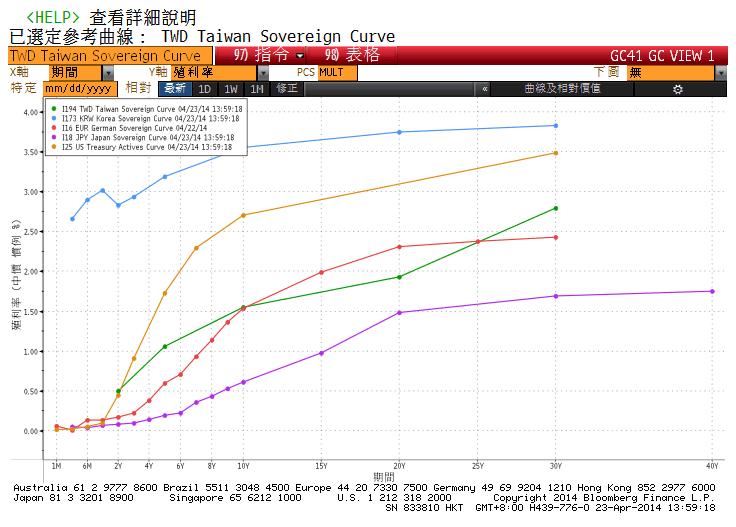 <HELP> 查看詳細說明
已選定參考曲線： TWD Taiwan Sovereign Curve
TWD Taiwan Sovereign Curve 97) 指令 98) 表格 GC41 GC VIEW 1
X軸 期間 Y軸 殖利率 PCS MULT 下圖 無
特定 mm/dd/yyyy 相對 最新 1D 1W 1M 修正 « 曲線及相對價值
I194 TWD Taiwan Sovereign Curve 04/23/14 13:59:18
I173 KRW Korea Sovereign Curve 04/23/14 13:59:18
I16 EUR German Sovereign Curve 04/22/14
I18 JPY Japan Sovereign Curve 04/23/14 13:59:18
I25 US Treasury Actives Curve 04/23/14 13:59:18
4.00
3.50
3.00
2.50
2.00
1.50
1.00
0.50
0.00
殖利率 (中價 慣例 %)
1M 6M 2Y 4Y 6Y 8Y 10Y 15Y 20Y 25Y 30Y 40Y
期間
Australia 61 2 9777 8600 Brazil 5511 3048 4500 Europe 44 20 7330 7500 Germany 49 69 9204 1210 Hong Kong 852 2977 6000
Japan 81 3 3201 8900 Singapore 65 6212 1000 U.S. 1 212 318 2000 Copyright 2014 Bloomberg Finance L.P.
SN 833810 HKT GMT+8:00 H439-776-0 23-Apr-2014 13:59:18